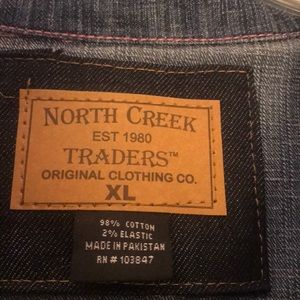 NORTH CREEK
EST 1980
TRADERS™
ORIGINAL CLOTHING CO.
XL
98% COTTON
2% ELASTIC
MADE IN PAKISTAN
RN # 103847